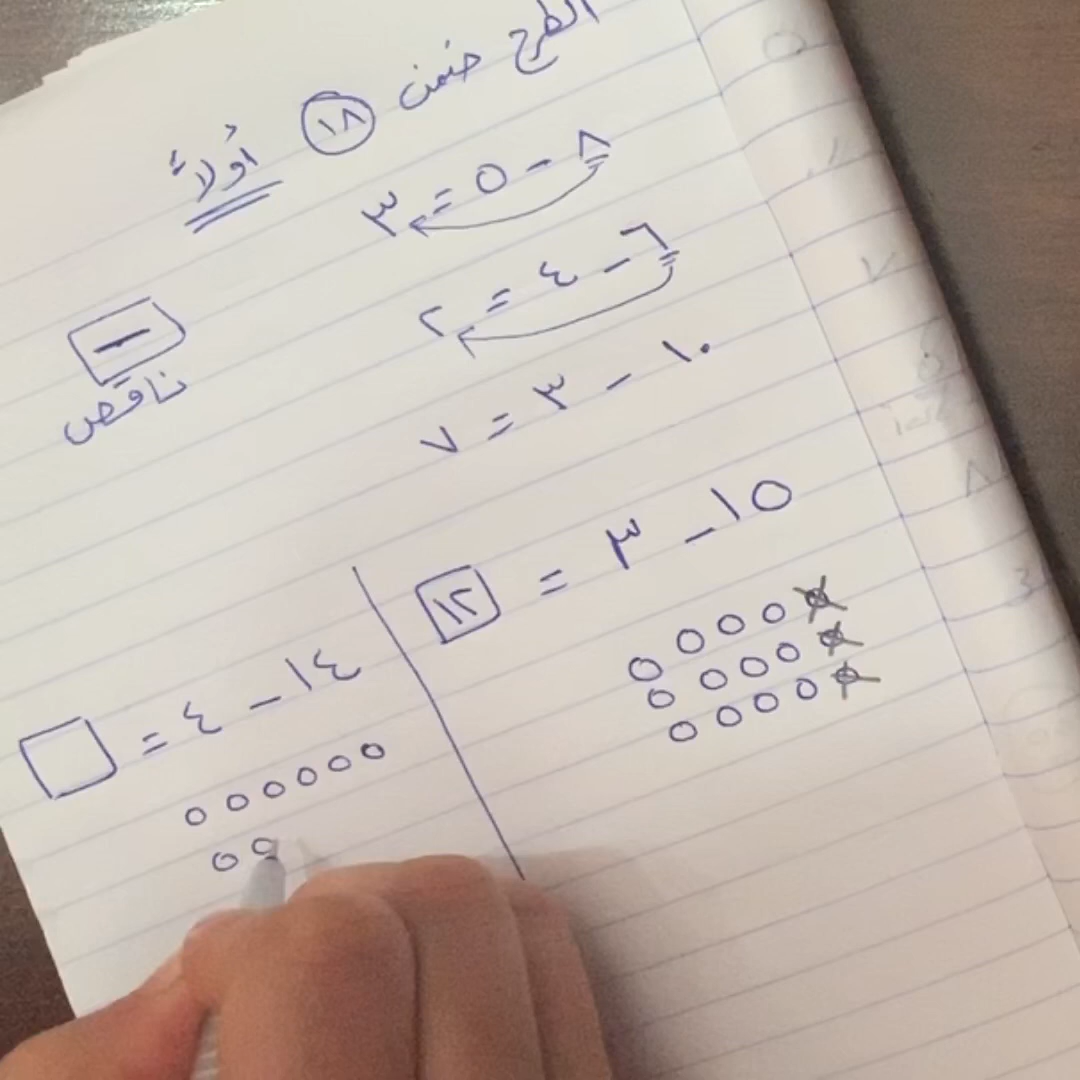 الطرح ضمن ١٨ أولاً
٨ - ٥ = ٣
٦ - ٤ = ٢
ناقص -
١٠ - ٣ = ٧
١٥ - ٣ = ١٢
١٤ - ٤ =